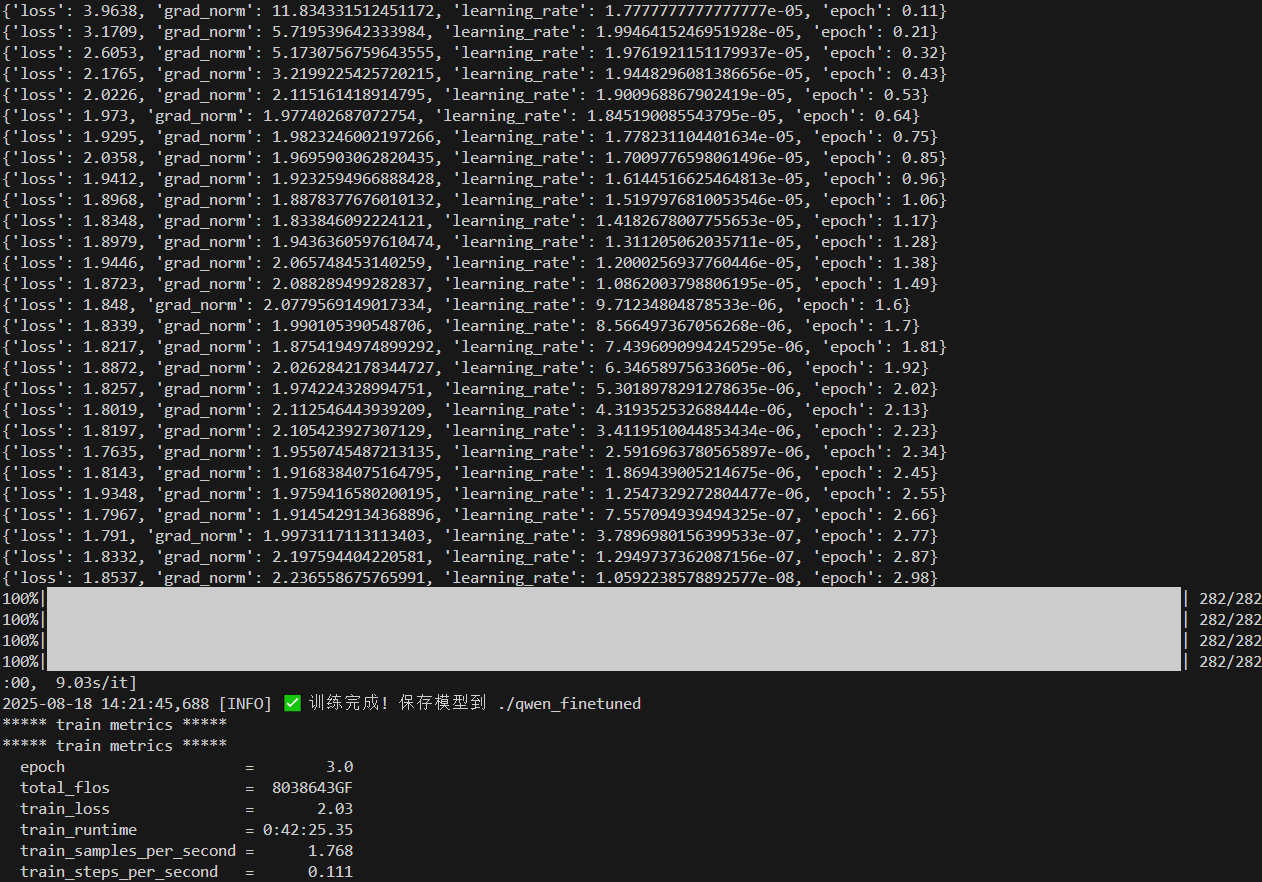 {'loss': 3.9638, 'grad_norm': 11.834331512451172, 'learning_rate': 1.7777777777777777e-05, 'epoch': 0.11}
{'loss': 3.1709, 'grad_norm': 5.719539642333984, 'learning_rate': 1.9946415246951928e-05, 'epoch': 0.21}
{'loss': 2.6053, 'grad_norm': 5.1730756759643555, 'learning_rate': 1.9761921151179937e-05, 'epoch': 0.32}
{'loss': 2.1765, 'grad_norm': 3.2199225425720215, 'learning_rate': 1.9448296081386656e-05, 'epoch': 0.43}
{'loss': 2.0226, 'grad_norm': 2.115161418914795, 'learning_rate': 1.900968867902419e-05, 'epoch': 0.53}
{'loss': 1.973, 'grad_norm': 1.977402687072754, 'learning_rate': 1.845190085543795e-05, 'epoch': 0.64}
{'loss': 1.9295, 'grad_norm': 1.9823246002197266, 'learning_rate': 1.778231104401634e-05, 'epoch': 0.75}
{'loss': 2.0358, 'grad_norm': 1.9695903062820435, 'learning_rate': 1.7009776598061496e-05, 'epoch': 0.85}
{'loss': 1.9412, 'grad_norm': 1.9232594966888428, 'learning_rate': 1.6144516625464813e-05, 'epoch': 0.96}
{'loss': 1.8968, 'grad_norm': 1.8878377676010132, 'learning_rate': 1.5197976810053546e-05, 'epoch': 1.06}
{'loss': 1.8348, 'grad_norm': 1.833846092224121, 'learning_rate': 1.4182678007755653e-05, 'epoch': 1.17}
{'loss': 1.8979, 'grad_norm': 1.9436360597610474, 'learning_rate': 1.311205062035711e-05, 'epoch': 1.28}
{'loss': 1.9446, 'grad_norm': 2.065748453140259, 'learning_rate': 1.2000256937760446e-05, 'epoch': 1.38}
{'loss': 1.8723, 'grad_norm': 2.088289499282837, 'learning_rate': 1.0862003798806195e-05, 'epoch': 1.49}
{'loss': 1.848, 'grad_norm': 2.0779569149017334, 'learning_rate': 9.71234804878533e-06, 'epoch': 1.6}
{'loss': 1.8339, 'grad_norm': 1.990105390548706, 'learning_rate': 8.566497367056268e-06, 'epoch': 1.7}
{'loss': 1.8217, 'grad_norm': 1.8754194974899292, 'learning_rate': 7.4396090994245295e-06, 'epoch': 1.81}
{'loss': 1.8872, 'grad_norm': 2.0262842178344727, 'learning_rate': 6.34658975633605e-06, 'epoch': 1.92}
{'loss': 1.8257, 'grad_norm': 1.974224328994751, 'learning_rate': 5.3018978291278635e-06, 'epoch': 2.02}
{'loss': 1.8019, 'grad_norm': 2.112546443939209, 'learning_rate': 4.319352532688444e-06, 'epoch': 2.13}
{'loss': 1.8197, 'grad_norm': 2.105423927307129, 'learning_rate': 3.4119510044853434e-06, 'epoch': 2.23}
{'loss': 1.7635, 'grad_norm': 1.9550745487213135, 'learning_rate': 2.5916963780565897e-06, 'epoch': 2.34}
{'loss': 1.8143, 'grad_norm': 1.9168384075164795, 'learning_rate': 1.869439005214675e-06, 'epoch': 2.45}
{'loss': 1.9348, 'grad_norm': 1.9759416580200195, 'learning_rate': 1.2547329272804477e-06, 'epoch': 2.55}
{'loss': 1.7967, 'grad_norm': 1.9145429134368896, 'learning_rate': 7.557094939494325e-07, 'epoch': 2.66}
{'loss': 1.791, 'grad_norm': 1.9973117113113403, 'learning_rate': 3.7896980156399533e-07, 'epoch': 2.77}
{'loss': 1.8332, 'grad_norm': 2.197594404220581, 'learning_rate': 1.2949737362087156e-07, 'epoch': 2.87}
{'loss': 1.8537, 'grad_norm': 2.236558675765991, 'learning_rate': 1.0592238578892577e-08, 'epoch': 2.98}
100%| | 282/282
100%| | 282/282
100%| | 282/282
100%| | 282/282
:00,  9.03s/it]
2025-08-18 14:21:45,688 [INFO] ✅ 训练完成! 保存模型到 ./qwen_finetuned
***** train metrics *****
***** train metrics *****
  epoch                    =        3.0
  total_flos               =  8038643GF
  train_loss               =       2.03
  train_runtime            = 0:42:25.35
  train_samples_per_second =      1.768
  train_steps_per_second   =      0.111